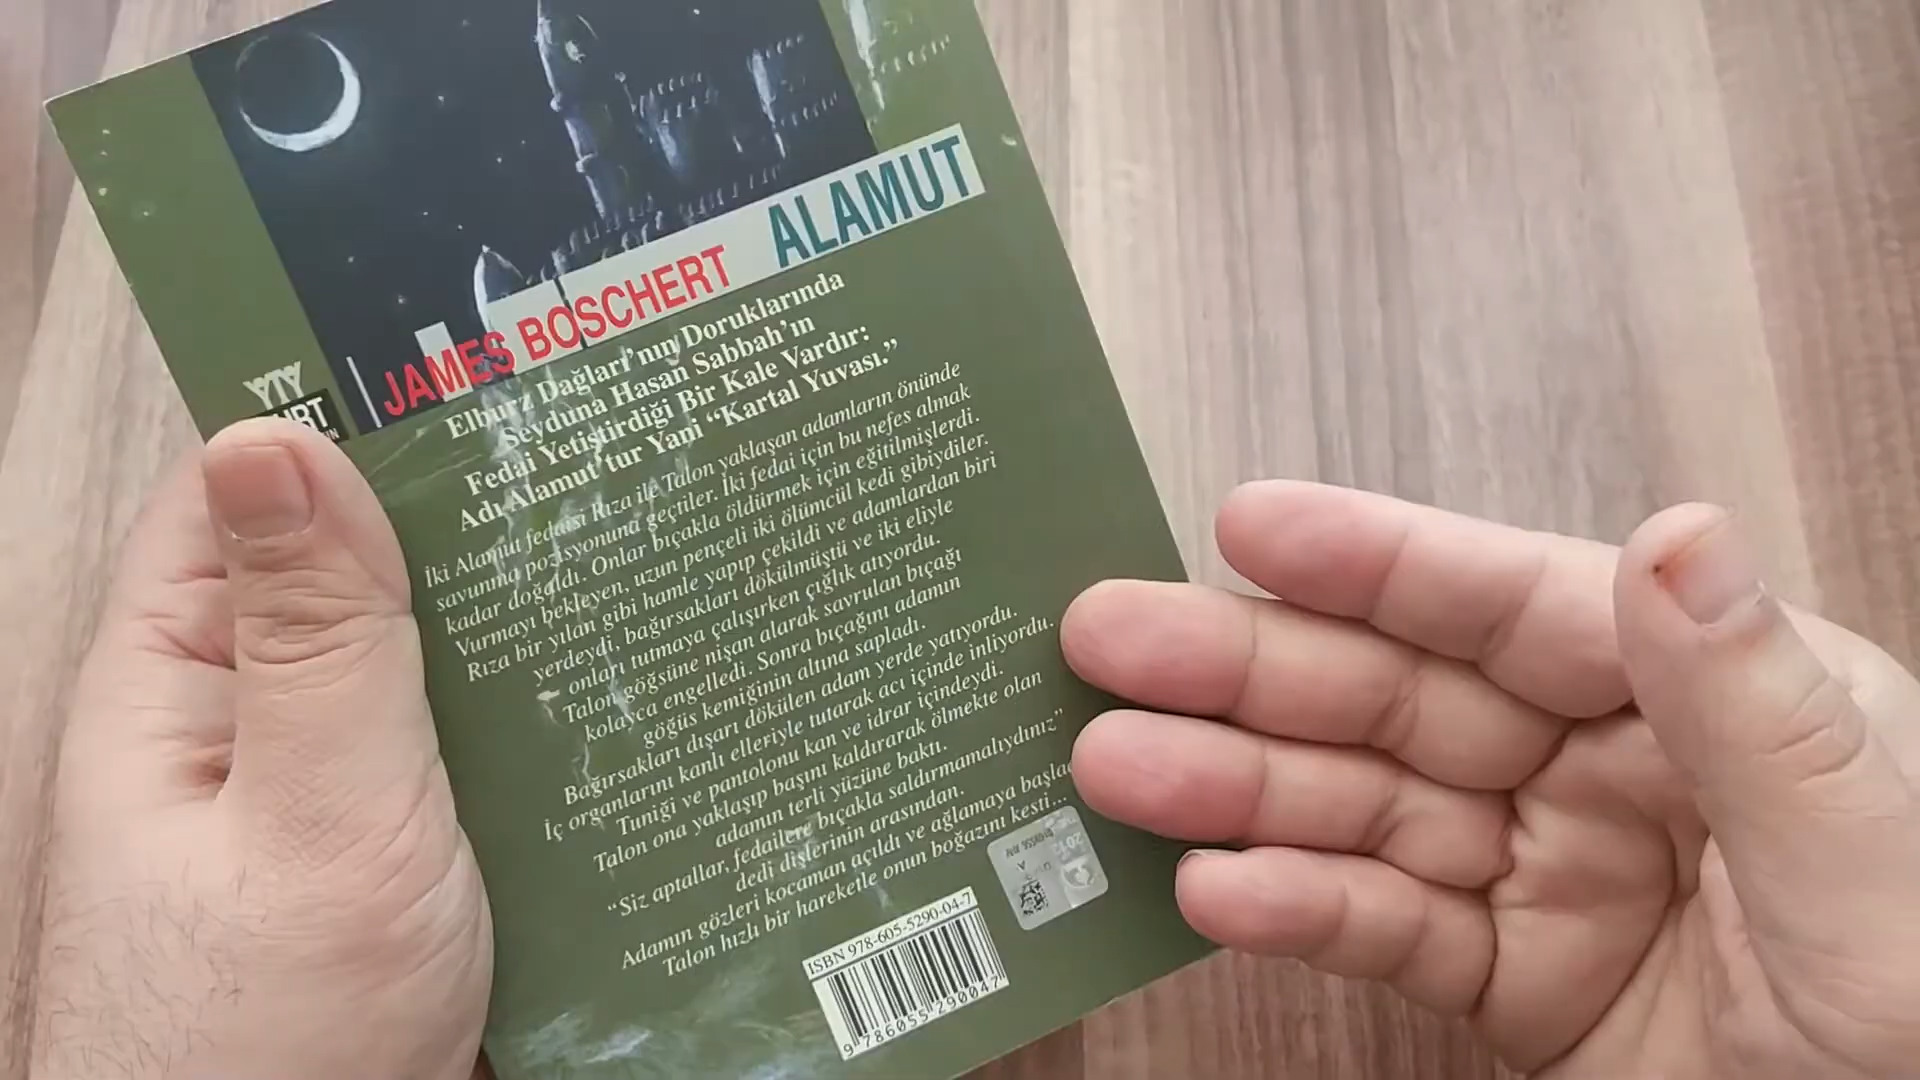 JAMES BOSCHERT ALAMUT
YTY
Elburz Dağları'nın Doruklarında
Seyduna Hasan Sabbah'ın
Fedai Yetiştirdiği Bir Kale Vardır:
Adı Alamut'tur Yani “Kartal Yuvası.”
İki Alamut fedaisi Rıza ile Talon yaklaşan adamların önünde
savunma pozisyonuna geçtiler. İki fedai için bu nefes almak
kadar doğaldı. Onlar bıçakla öldürmek için eğitilmişlerdi.
Vurmayı bekleyen, uzun pençeli iki ölümcül kedi gibiydiler.
Rıza bir yılan gibi hamle yapıp çekildi ve adamlardan biri
yerdeydi, bağırsakları dökülmüştü ve iki eliyle
onları tutmaya çalışırken çığlık atıyordu.
Talon göğsüne nişan alarak savrulan bıçağı
kolayca engelledi. Sonra bıçağını adamın
göğüs kemiğinin altına sapladı.
Bağırsakları dışarı dökülen adam yerde yatıyordu.
İç organlarını kanlı elleriyle tutarak acı içinde inliyordu.
Tuniği ve pantolonu kan ve idrar içindeydi.
Talon ona yaklaşıp başını kaldırarak ölmekte olan
adamın terli yüzüne baktı.
“Siz aptallar, fedailere bıçakla saldırmamalıydınız”
dedi dişlerinin arasından.
Adamın gözleri kocaman açıldı ve ağlamaya
Talon hızlı bir hareketle onun boğazını kesti...
ISBN 978-605-5290-04-7
9 786055 290047